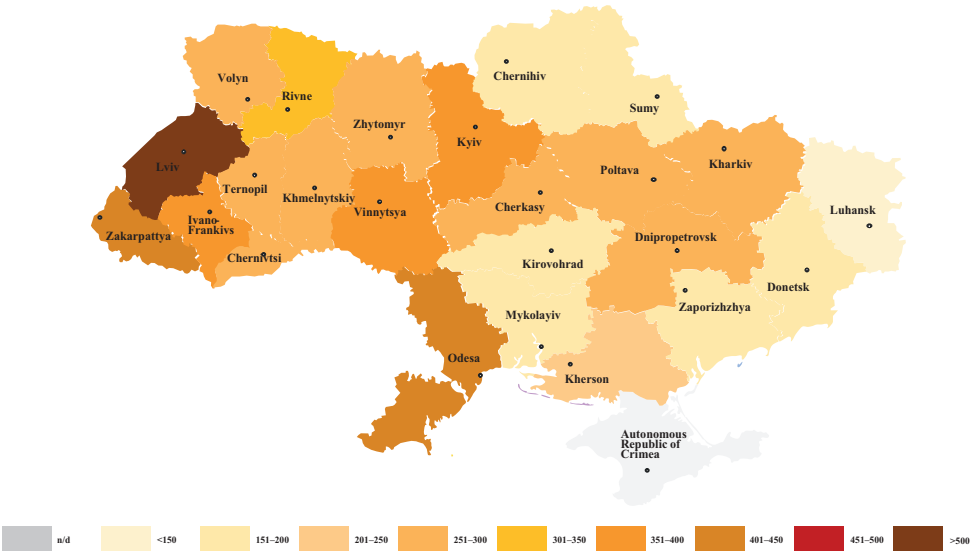 Chernihiv
Volyn
Rivne
Sumy
Zhytomyr
Kyiv
Kharkiv
Lviv
Poltava
Ternopil
Khmelnytskiy
Vinnytsya
Cherkasy
Luhansk
Ivano-
Frankivs
Zakarpattya
Dnipropetrovsk
Chernivtsi
Kirovohrad
Donetsk
Zaporizhzhya
Mykolayiv
Odesa
Kherson
Autonomous
Republic of
Crimea
n/d
<150
151–200
201–250
251–300
301–350
351–400
401–450
451–500
>500